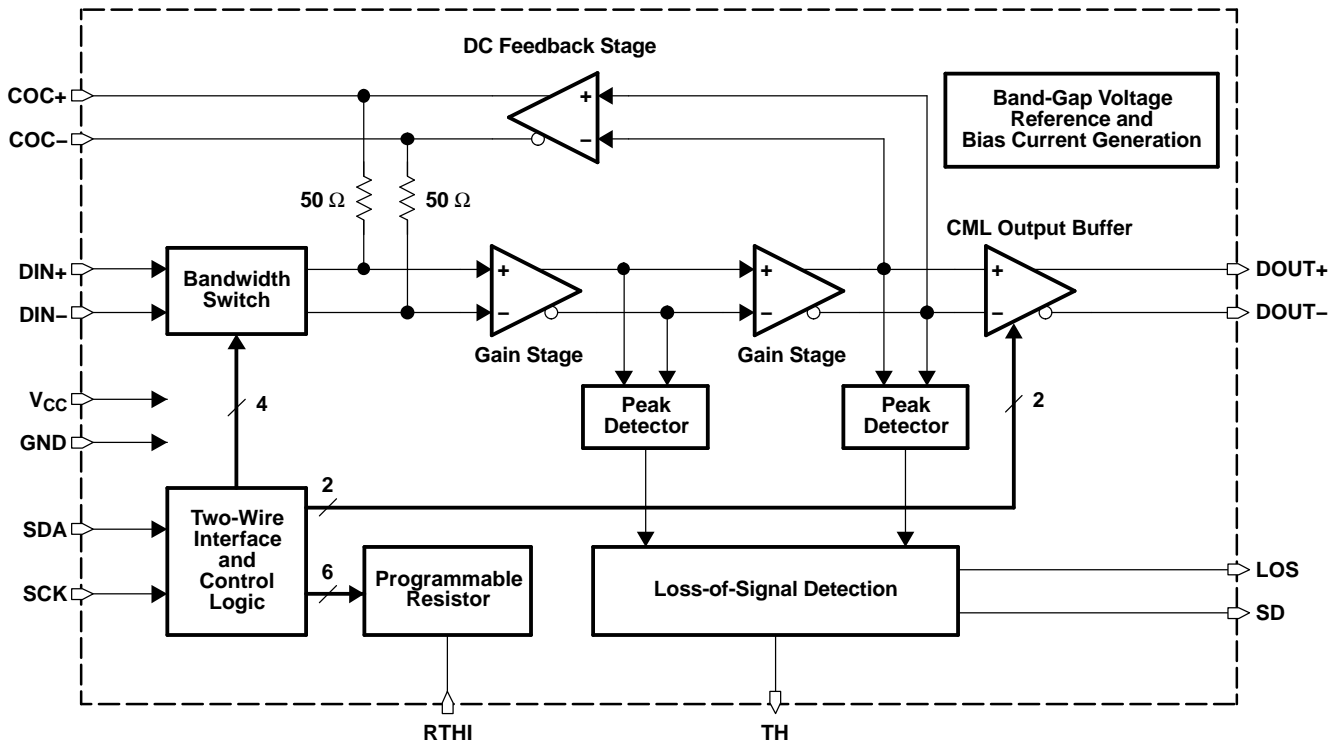 DC Feedback Stage
COC+
COC−
+
−
Band-Gap Voltage
Reference and
Bias Current Generation
50 Ω
50 Ω
CML Output Buffer
DIN+
DIN−
Bandwidth
Switch
+
−
Gain Stage
+
−
Gain Stage
+
−
DOUT+
DOUT−
VCC
GND
4
Peak
Detector
Peak
Detector
2
2
SDA
SCK
Two-Wire
Interface
and
Control
Logic
6
Programmable
Resistor
Loss-of-Signal Detection
LOS
SD
RTHI
TH